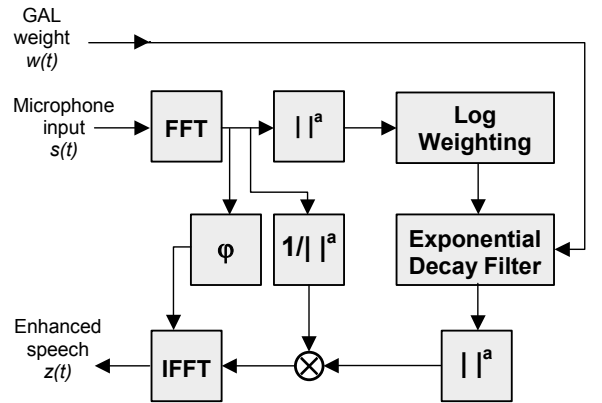 GAL
weight
w(t)
Microphone
input
s(t)
FFT
| |ᵃ
Log
Weighting
φ
1/| |ᵃ
Exponential
Decay Filter
Enhanced
speech
z(t)
IFFT
| |ᵃ